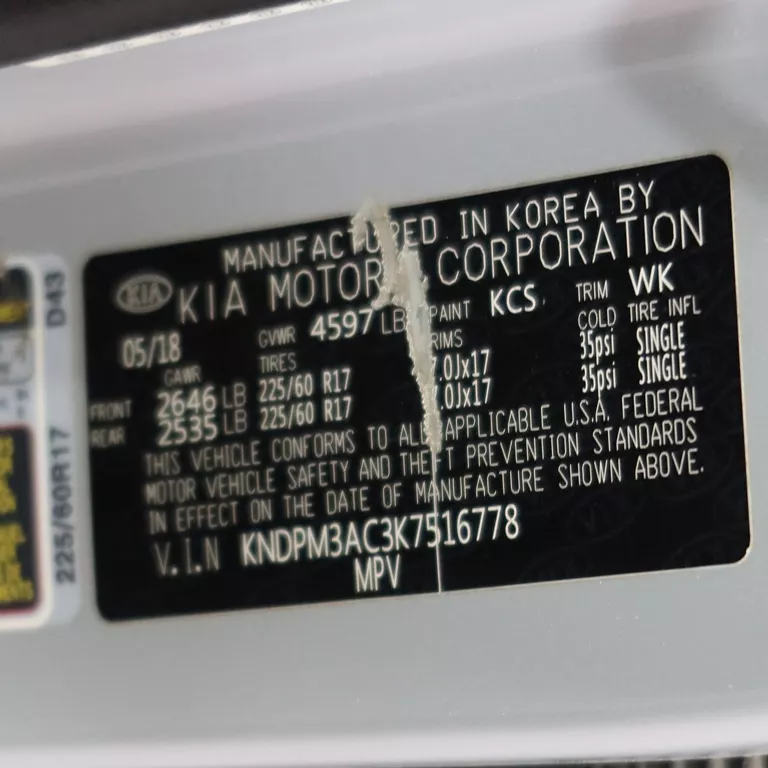 MANUFACTURED IN KOREA BY
KIA KIA MOTORS CORPORATION
05/18 GVWR 4597 LB PAINT KCS TRIM WK
GAWR TIRES RIMS COLD TIRE INFL
FRONT 2646 LB 225/60 R17 7.0Jx17 35psi SINGLE
REAR 2535 LB 225/60 R17 7.0Jx17 35psi SINGLE
THIS VEHICLE CONFORMS TO ALL APPLICABLE U.S.A. FEDERAL
MOTOR VEHICLE SAFETY AND THEFT PREVENTION STANDARDS
IN EFFECT ON THE DATE OF MANUFACTURE SHOWN ABOVE.
V.I.N KNDPM3AC3K7516778
MPV
225/60R17 D43